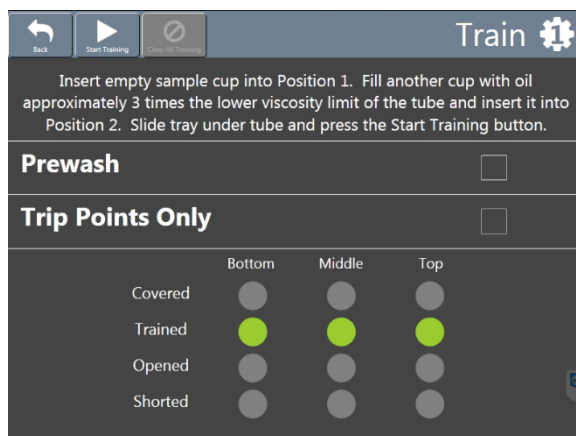 Train 1
Back
Start Training
Clear All Training
Insert empty sample cup into Position 1. Fill another cup with oil
approximately 3 times the lower viscosity limit of the tube and insert it into
Position 2. Slide tray under tube and press the Start Training button.
Prewash
Trip Points Only
Bottom Middle Top
Covered
Trained
Opened
Shorted